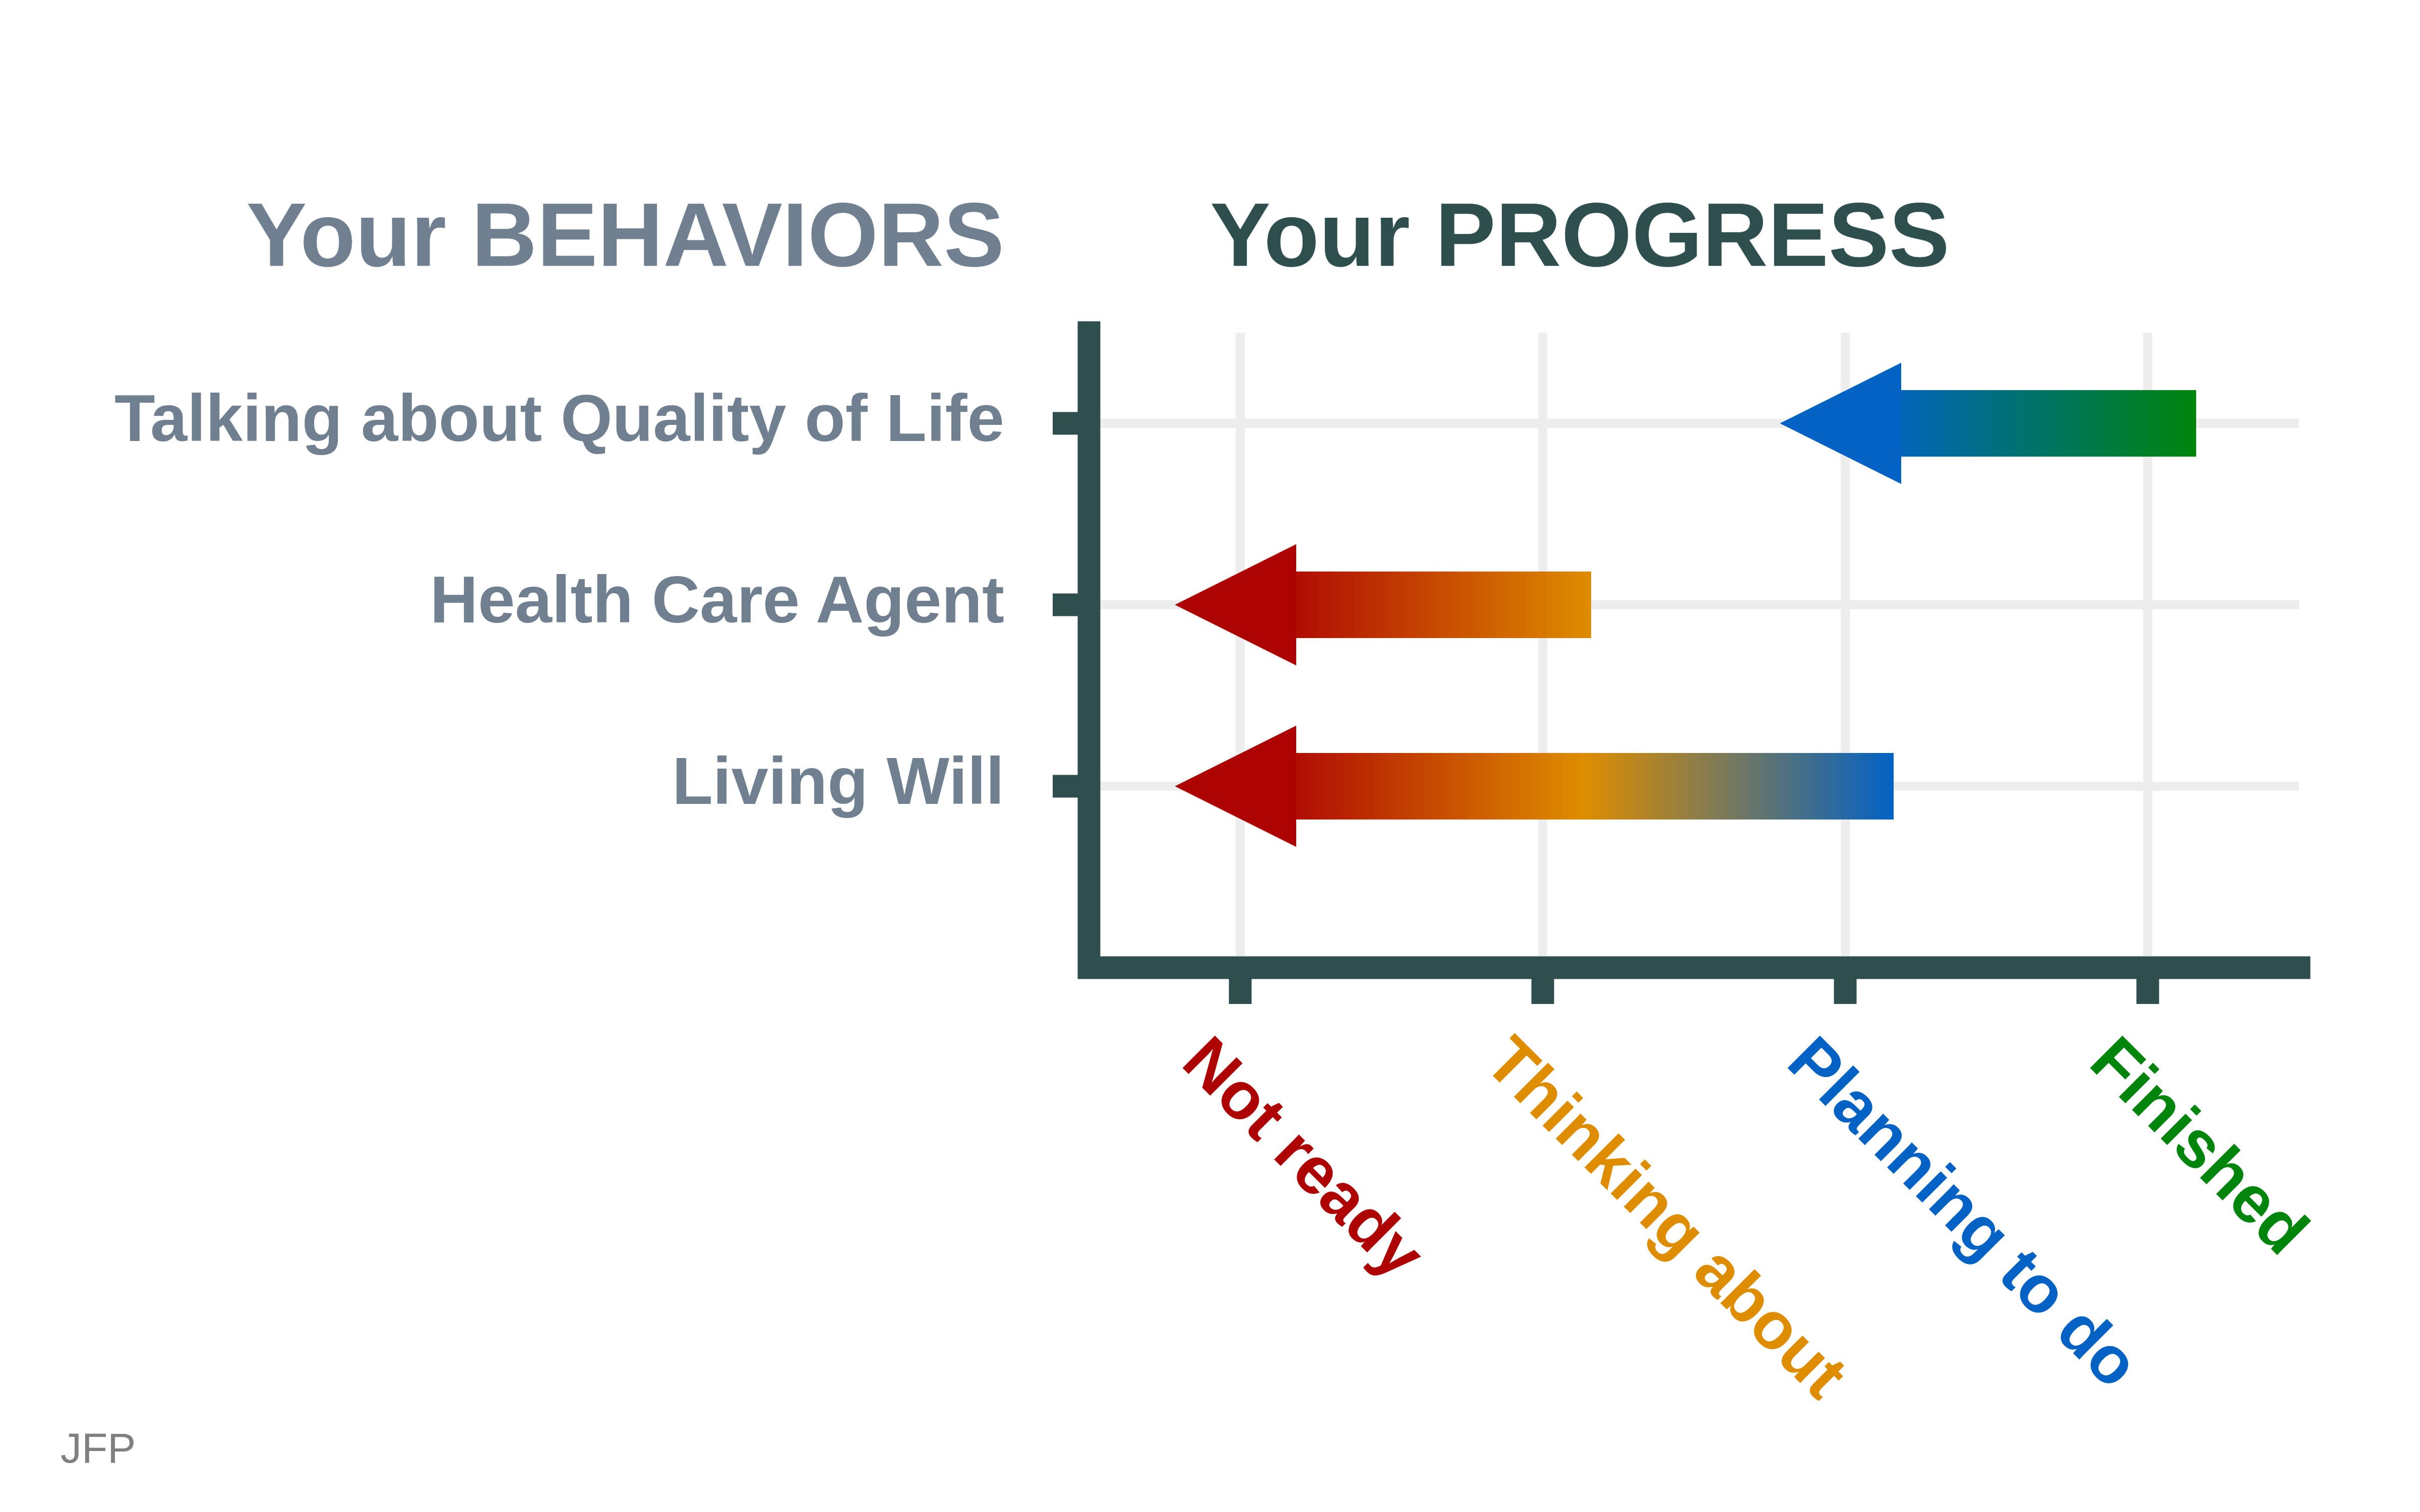 Your BEHAVIORS
Your PROGRESS
Talking about Quality of Life
Health Care Agent
Living Will
Not ready
Thinking about
Planning to do
Finished
JFP